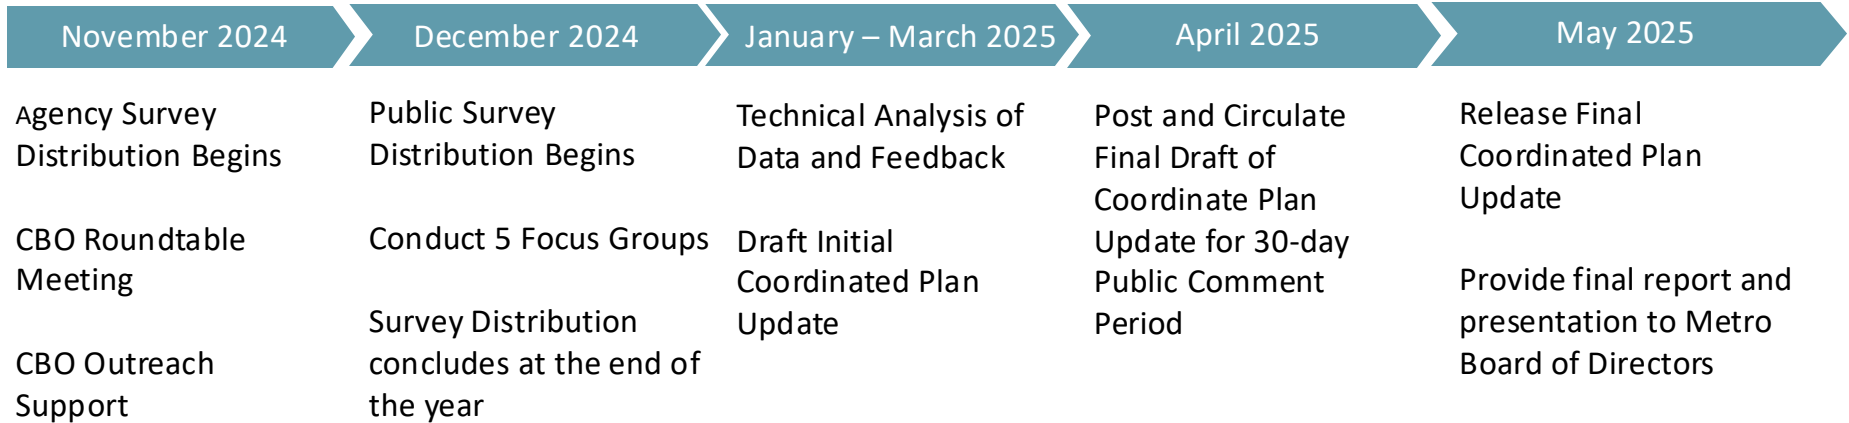 November 2024
December 2024
January – March 2025
April 2025
May 2025
Agency Survey
Distribution Begins
CBO Roundtable
Meeting
CBO Outreach
Support
Public Survey
Distribution Begins
Conduct 5 Focus Groups
Survey Distribution
concludes at the end of
the year
Technical Analysis of
Data and Feedback
Draft Initial
Coordinated Plan
Update
Post and Circulate
Final Draft of
Coordinate Plan
Update for 30-day
Public Comment
Period
Release Final
Coordinated Plan
Update
Provide final report and
presentation to Metro
Board of Directors